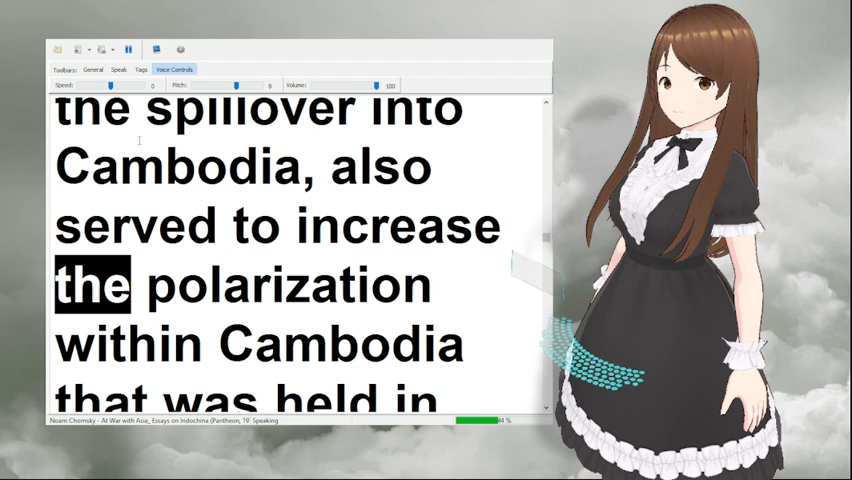 Toolbars: General Speak Tags Voice Controls
Speed: 0 Pitch: 8 Volume: 100
the spillover into
Cambodia, also
served to increase
the polarization
within Cambodia
that was held in
Noam Chomsky - At War with Asia_ Essays on Indochina (Pantheon, 19 Speaking 44 %